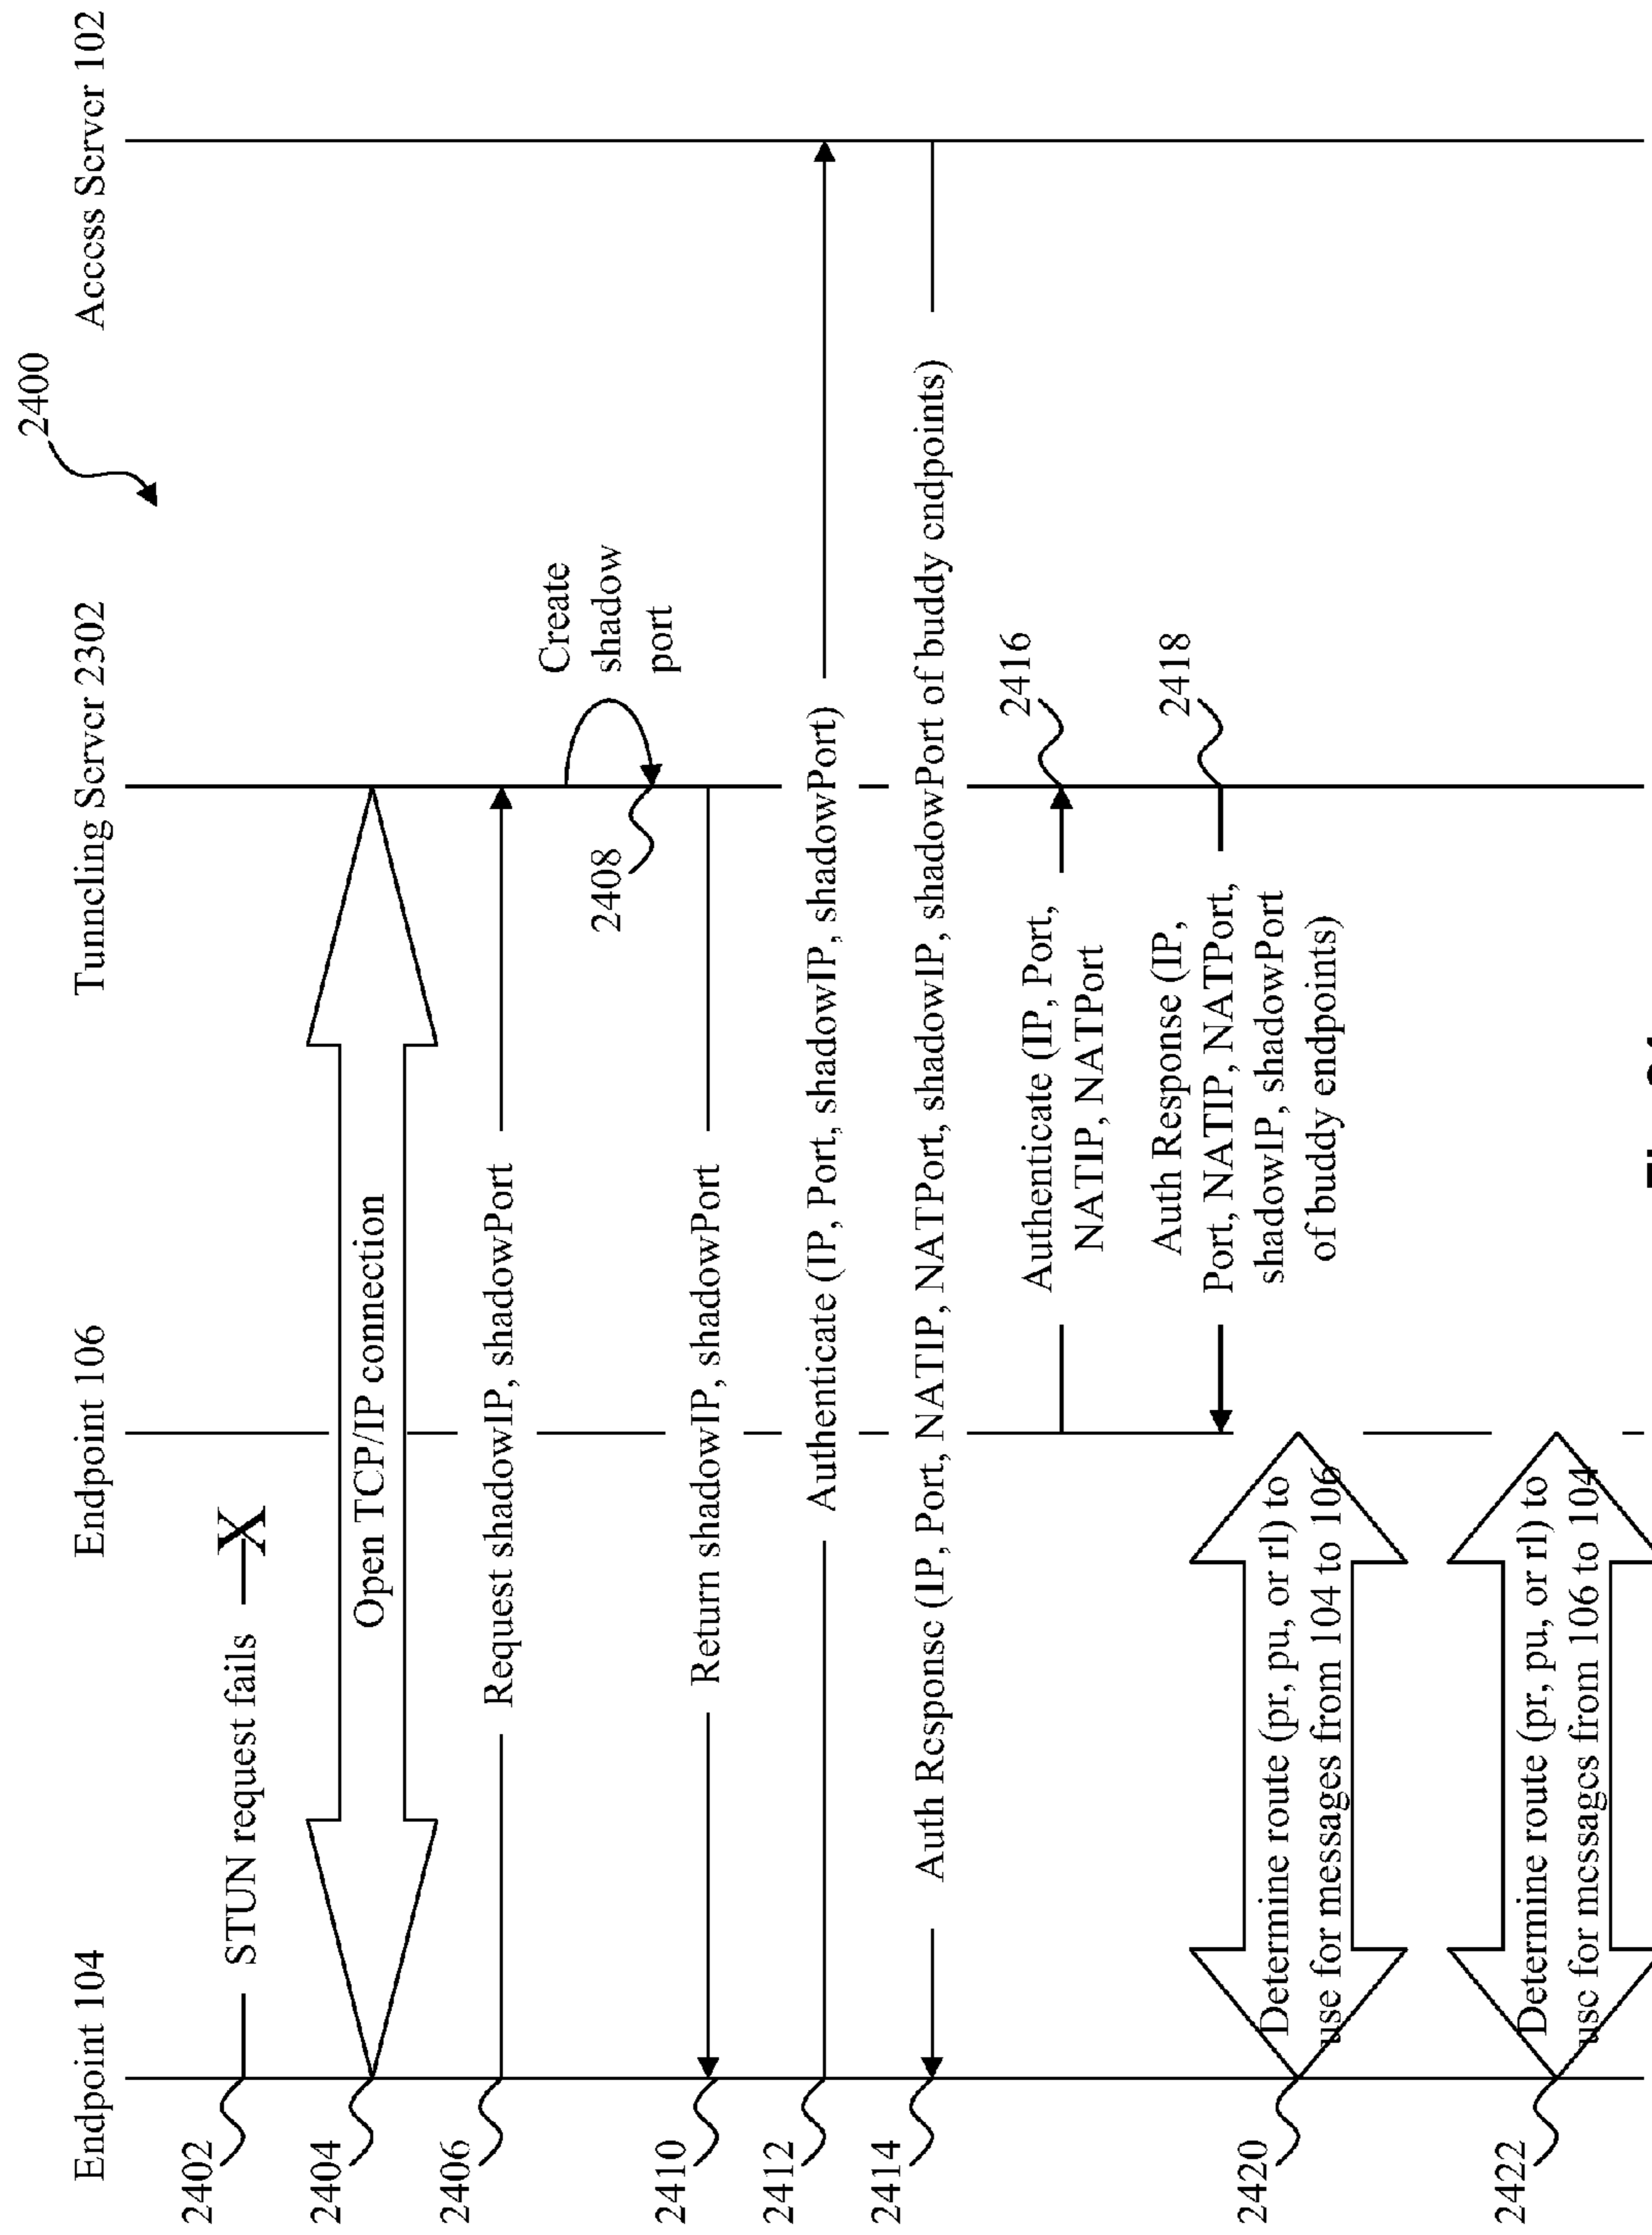 2400
Endpoint 104
Endpoint 106
Tunneling Server 2302
Access Server 102
2402
STUN request fails
X
2404
Open TCP/IP connection
2406
Request shadowIP, shadowPort
Create
shadow
port
2408
2410
Return shadowIP, shadowPort
2412
Authenticate (IP, Port, shadowIP, shadowPort)
2414
Auth Response (IP, Port, NATIP, NATPort, shadowIP, shadowPort of buddy endpoints)
2416
Authenticate (IP, Port,
NATIP, NATPort
2418
Auth Response (IP,
Port, NATIP, NATPort,
shadowIP, shadowPort
of buddy endpoints)
2420
Determine route (pr, pu, or rl) to
use for messages from 104 to 106
2422
Determine route (pr, pu, or rl) to
use for messages from 106 to 104